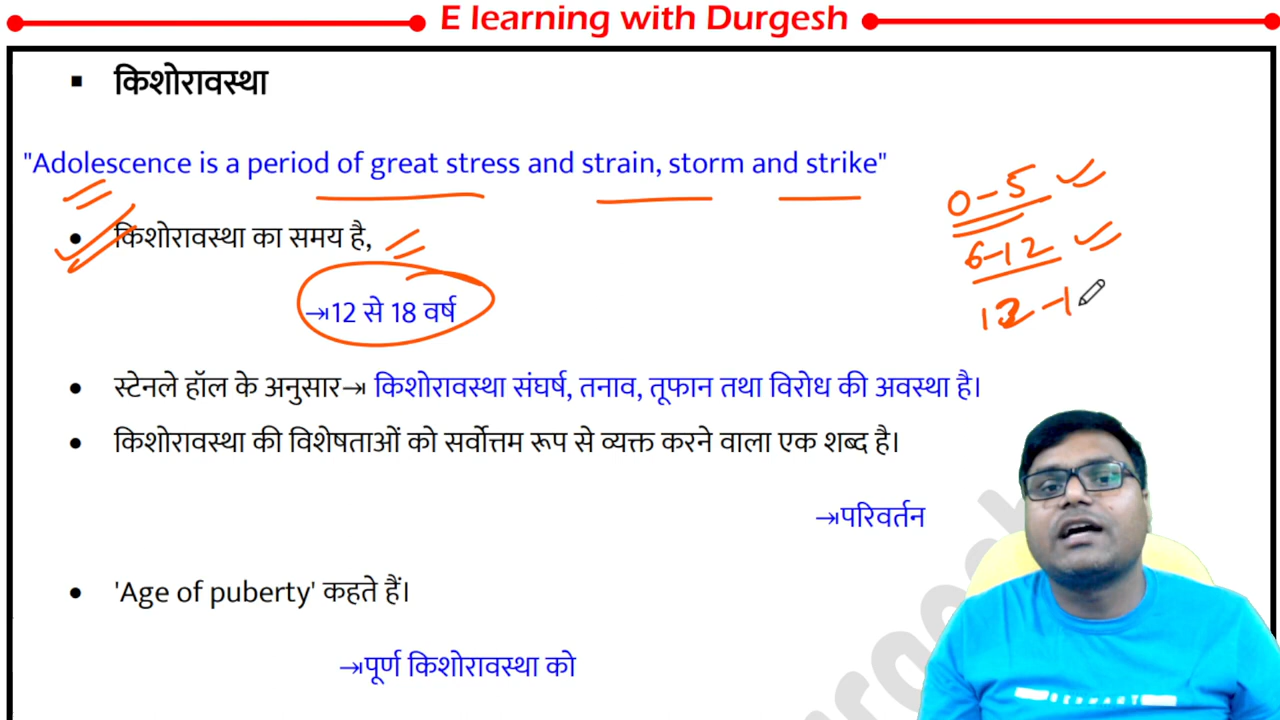 E learning with Durgesh
▪ किशोरावस्था
"Adolescence is a period of great stress and strain, storm and strike"
0-5
• किशोरावस्था का समय है,
6-12
→12 से 18 वर्ष
• स्टेनले हॉल के अनुसार→ किशोरावस्था संघर्ष, तनाव, तूफान तथा विरोध की अवस्था है।
• किशोरावस्था की विशेषताओं को सर्वोत्तम रूप से व्यक्त करने वाला एक शब्द है।
→परिवर्तन
• 'Age of puberty' कहते हैं।
→पूर्ण किशोरावस्था को